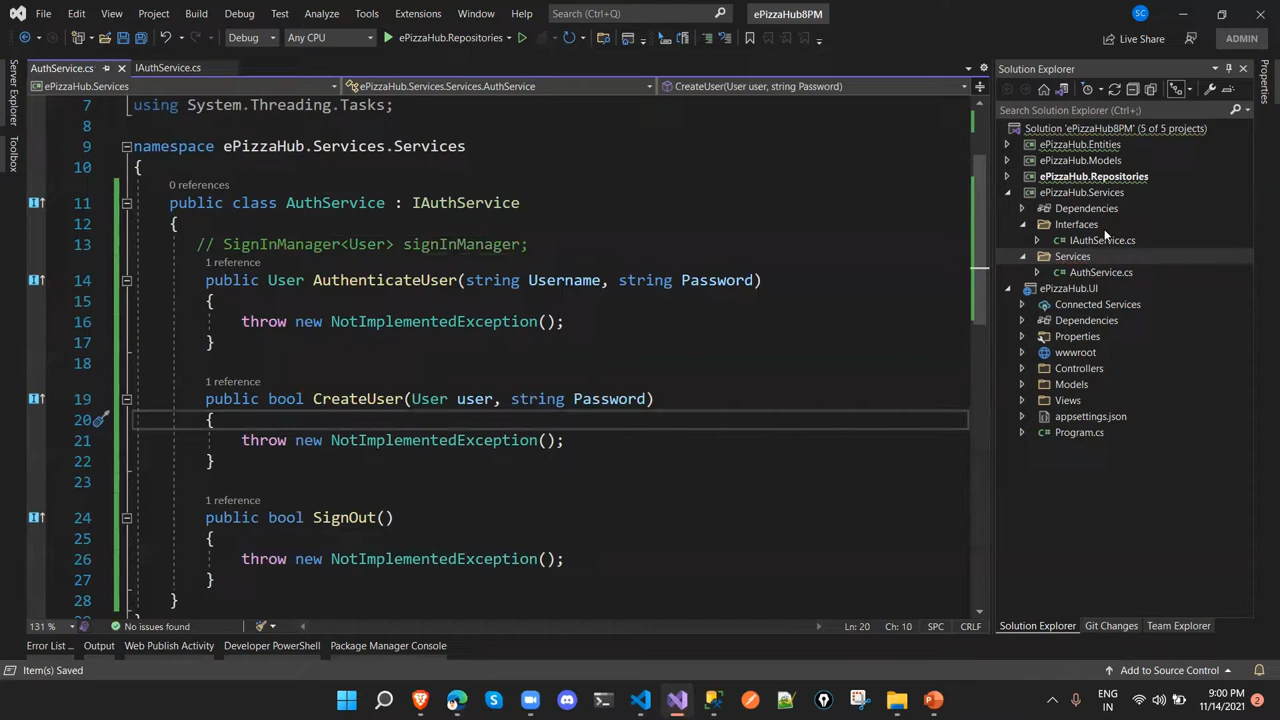 File Edit View Git Project Build Debug Test Analyze Tools Extensions Window Help Search (Ctrl+Q) ePizzaHub8PM SC
Debug Any CPU ePizzaHub.Repositories Live Share ADMIN
AuthService.cs IAuthService.cs
ePizzaHub.Services ePizzaHub.Services.Services.AuthService CreateUser(User user, string Password)
Server Explorer
Toolbox
7 using System.Threading.Tasks;
8
9 namespace ePizzaHub.Services.Services
10 {
0 references
11 public class AuthService : IAuthService
12 {
13 // SignInManager<User> signInManager;
1 reference
14 public User AuthenticateUser(string Username, string Password)
15 {
16 throw new NotImplementedException();
17 }
18
1 reference
19 public bool CreateUser(User user, string Password)
20 {
21 throw new NotImplementedException();
22 }
23
1 reference
24 public bool SignOut()
25 {
26 throw new NotImplementedException();
27 }
28 }
131 % No issues found Ln: 20 Ch: 10 SPC CRLF
Solution Explorer
Search Solution Explorer (Ctrl+;)
Solution 'ePizzaHub8PM' (5 of 5 projects)
ePizzaHub.Entities
ePizzaHub.Models
ePizzaHub.Repositories
ePizzaHub.Services
Dependencies
Interfaces
IAuthService.cs
Services
AuthService.cs
ePizzaHub.UI
Connected Services
Dependencies
Properties
wwwroot
Controllers
Models
Views
appsettings.json
Program.cs
Solution Explorer Git Changes Team Explorer
Properties
Error List ... Output Web Publish Activity Developer PowerShell Package Manager Console
Item(s) Saved Add to Source Control
ENG
IN
9:00 PM
11/14/2021
2